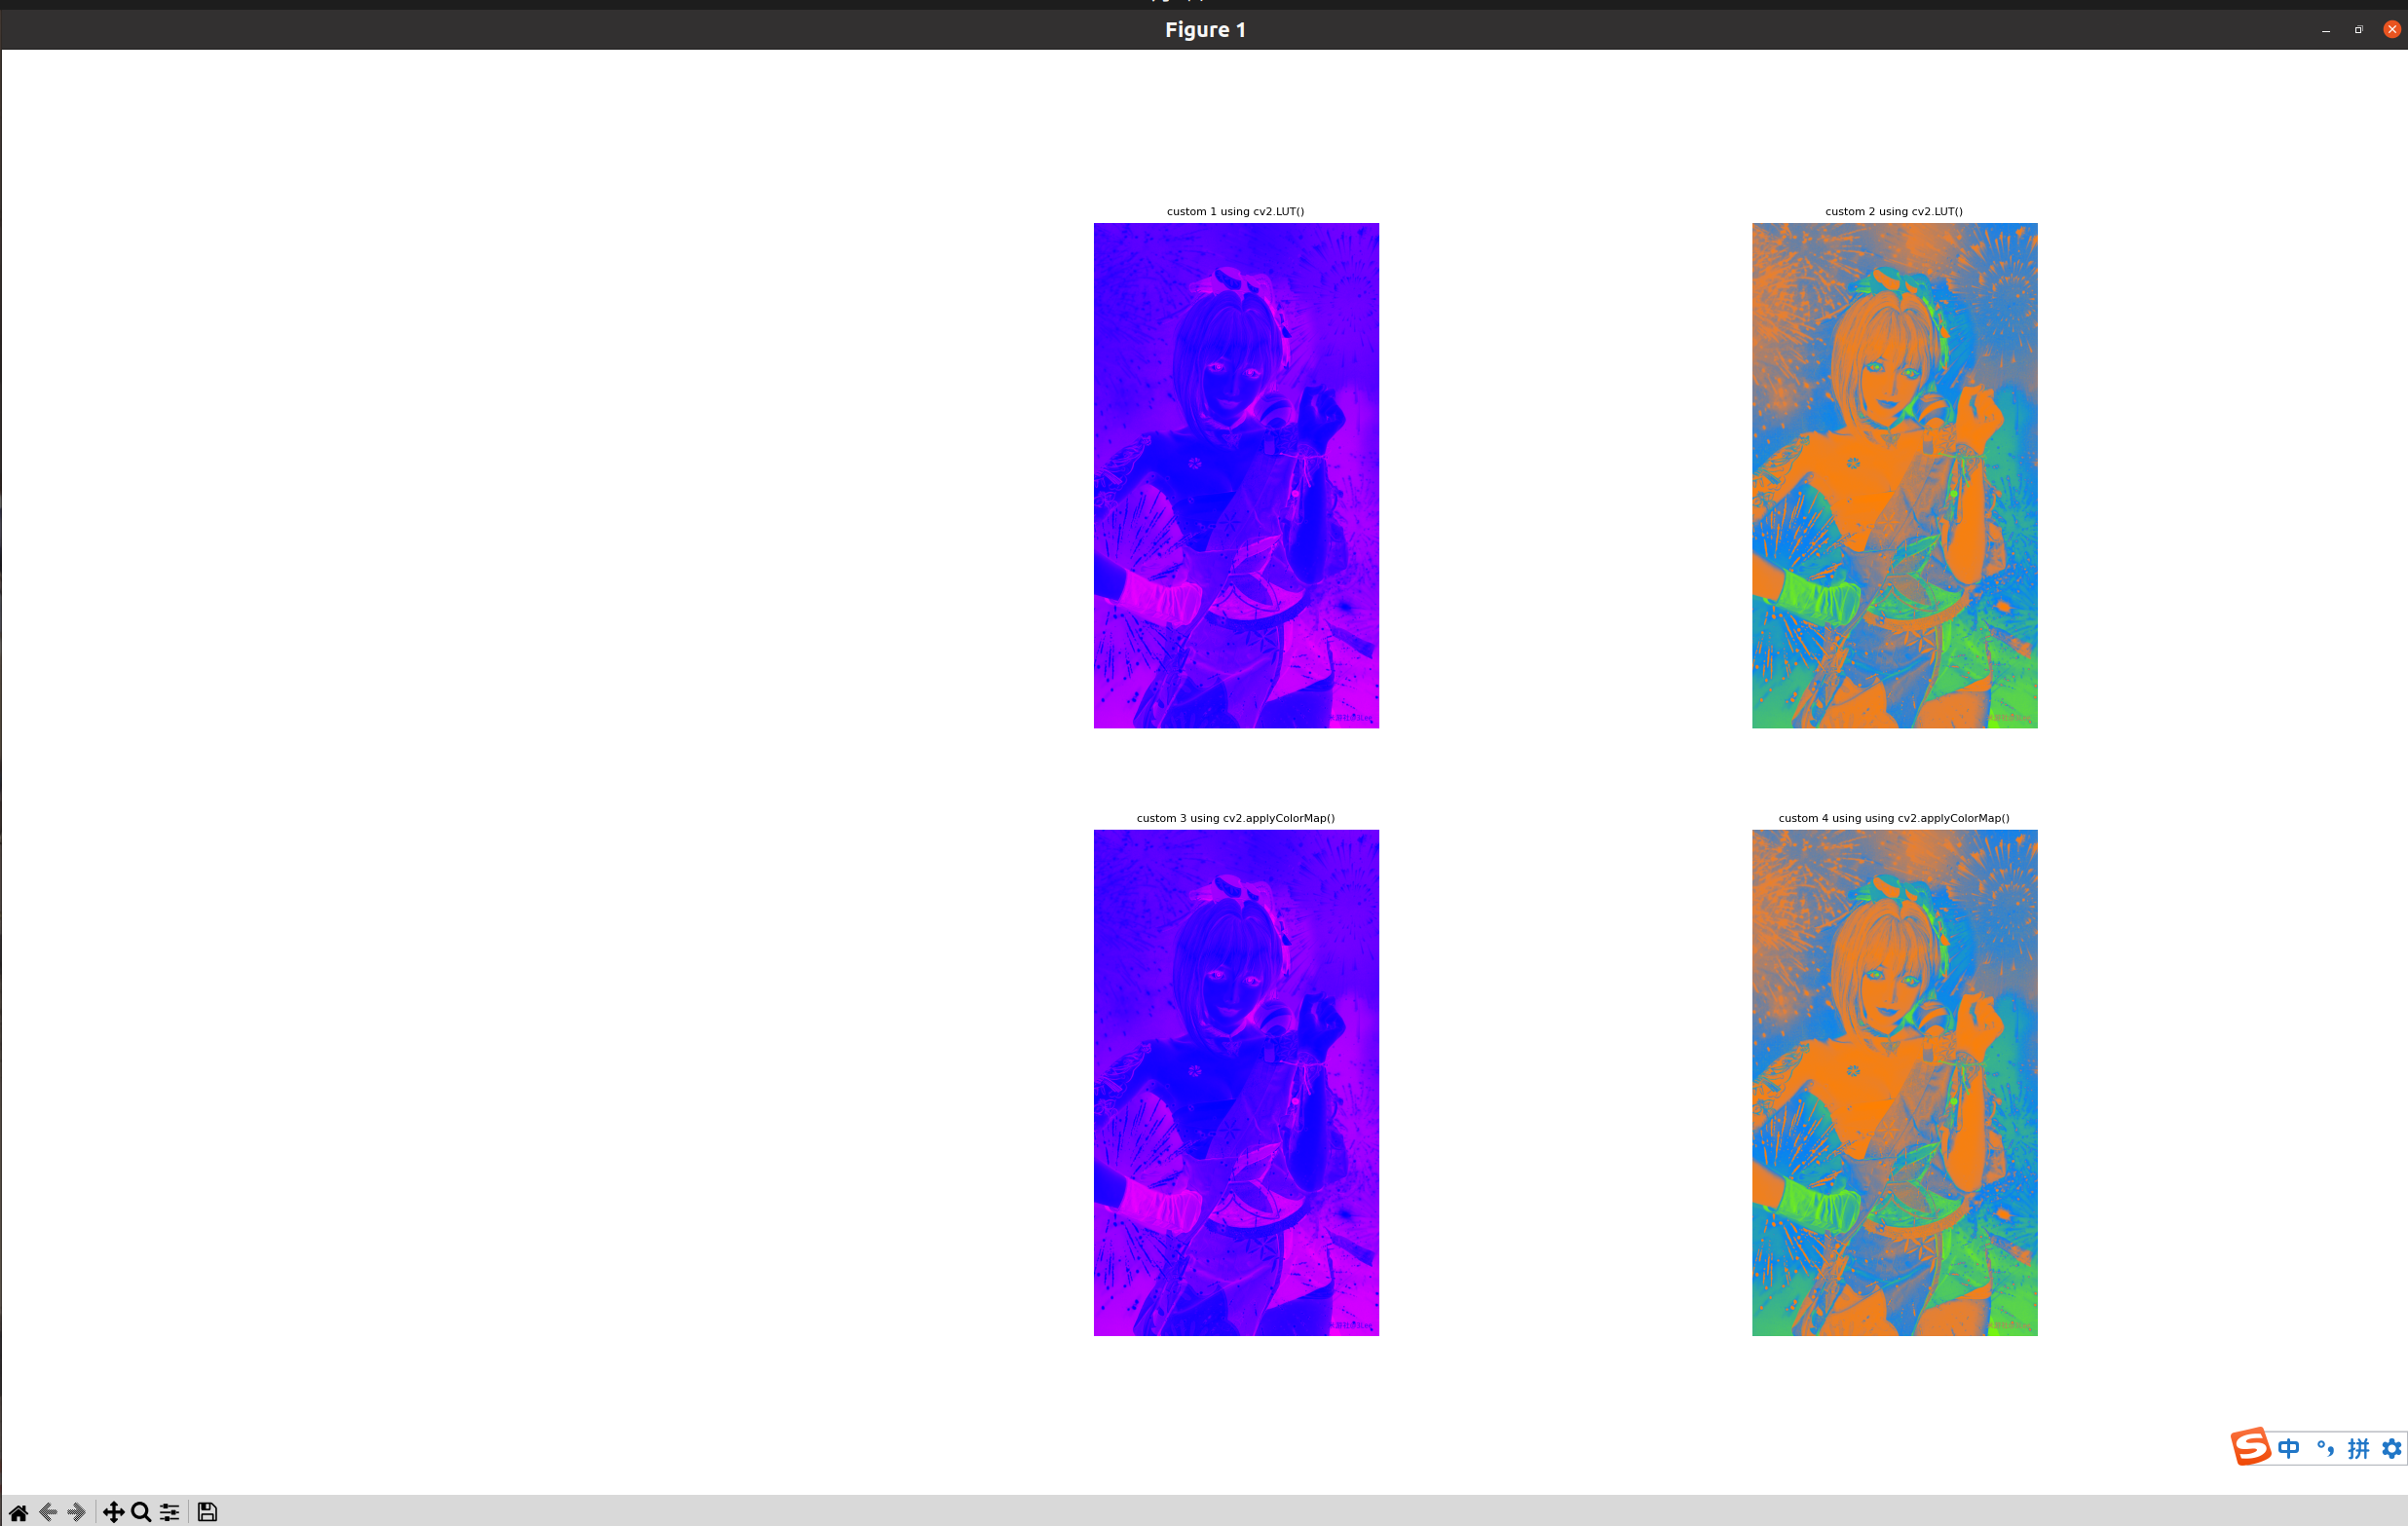 Figure 1
custom 1 using cv2.LUT()
custom 2 using cv2.LUT()
custom 3 using cv2.applyColorMap()
custom 4 using using cv2.applyColorMap()
S 中 °, 拼